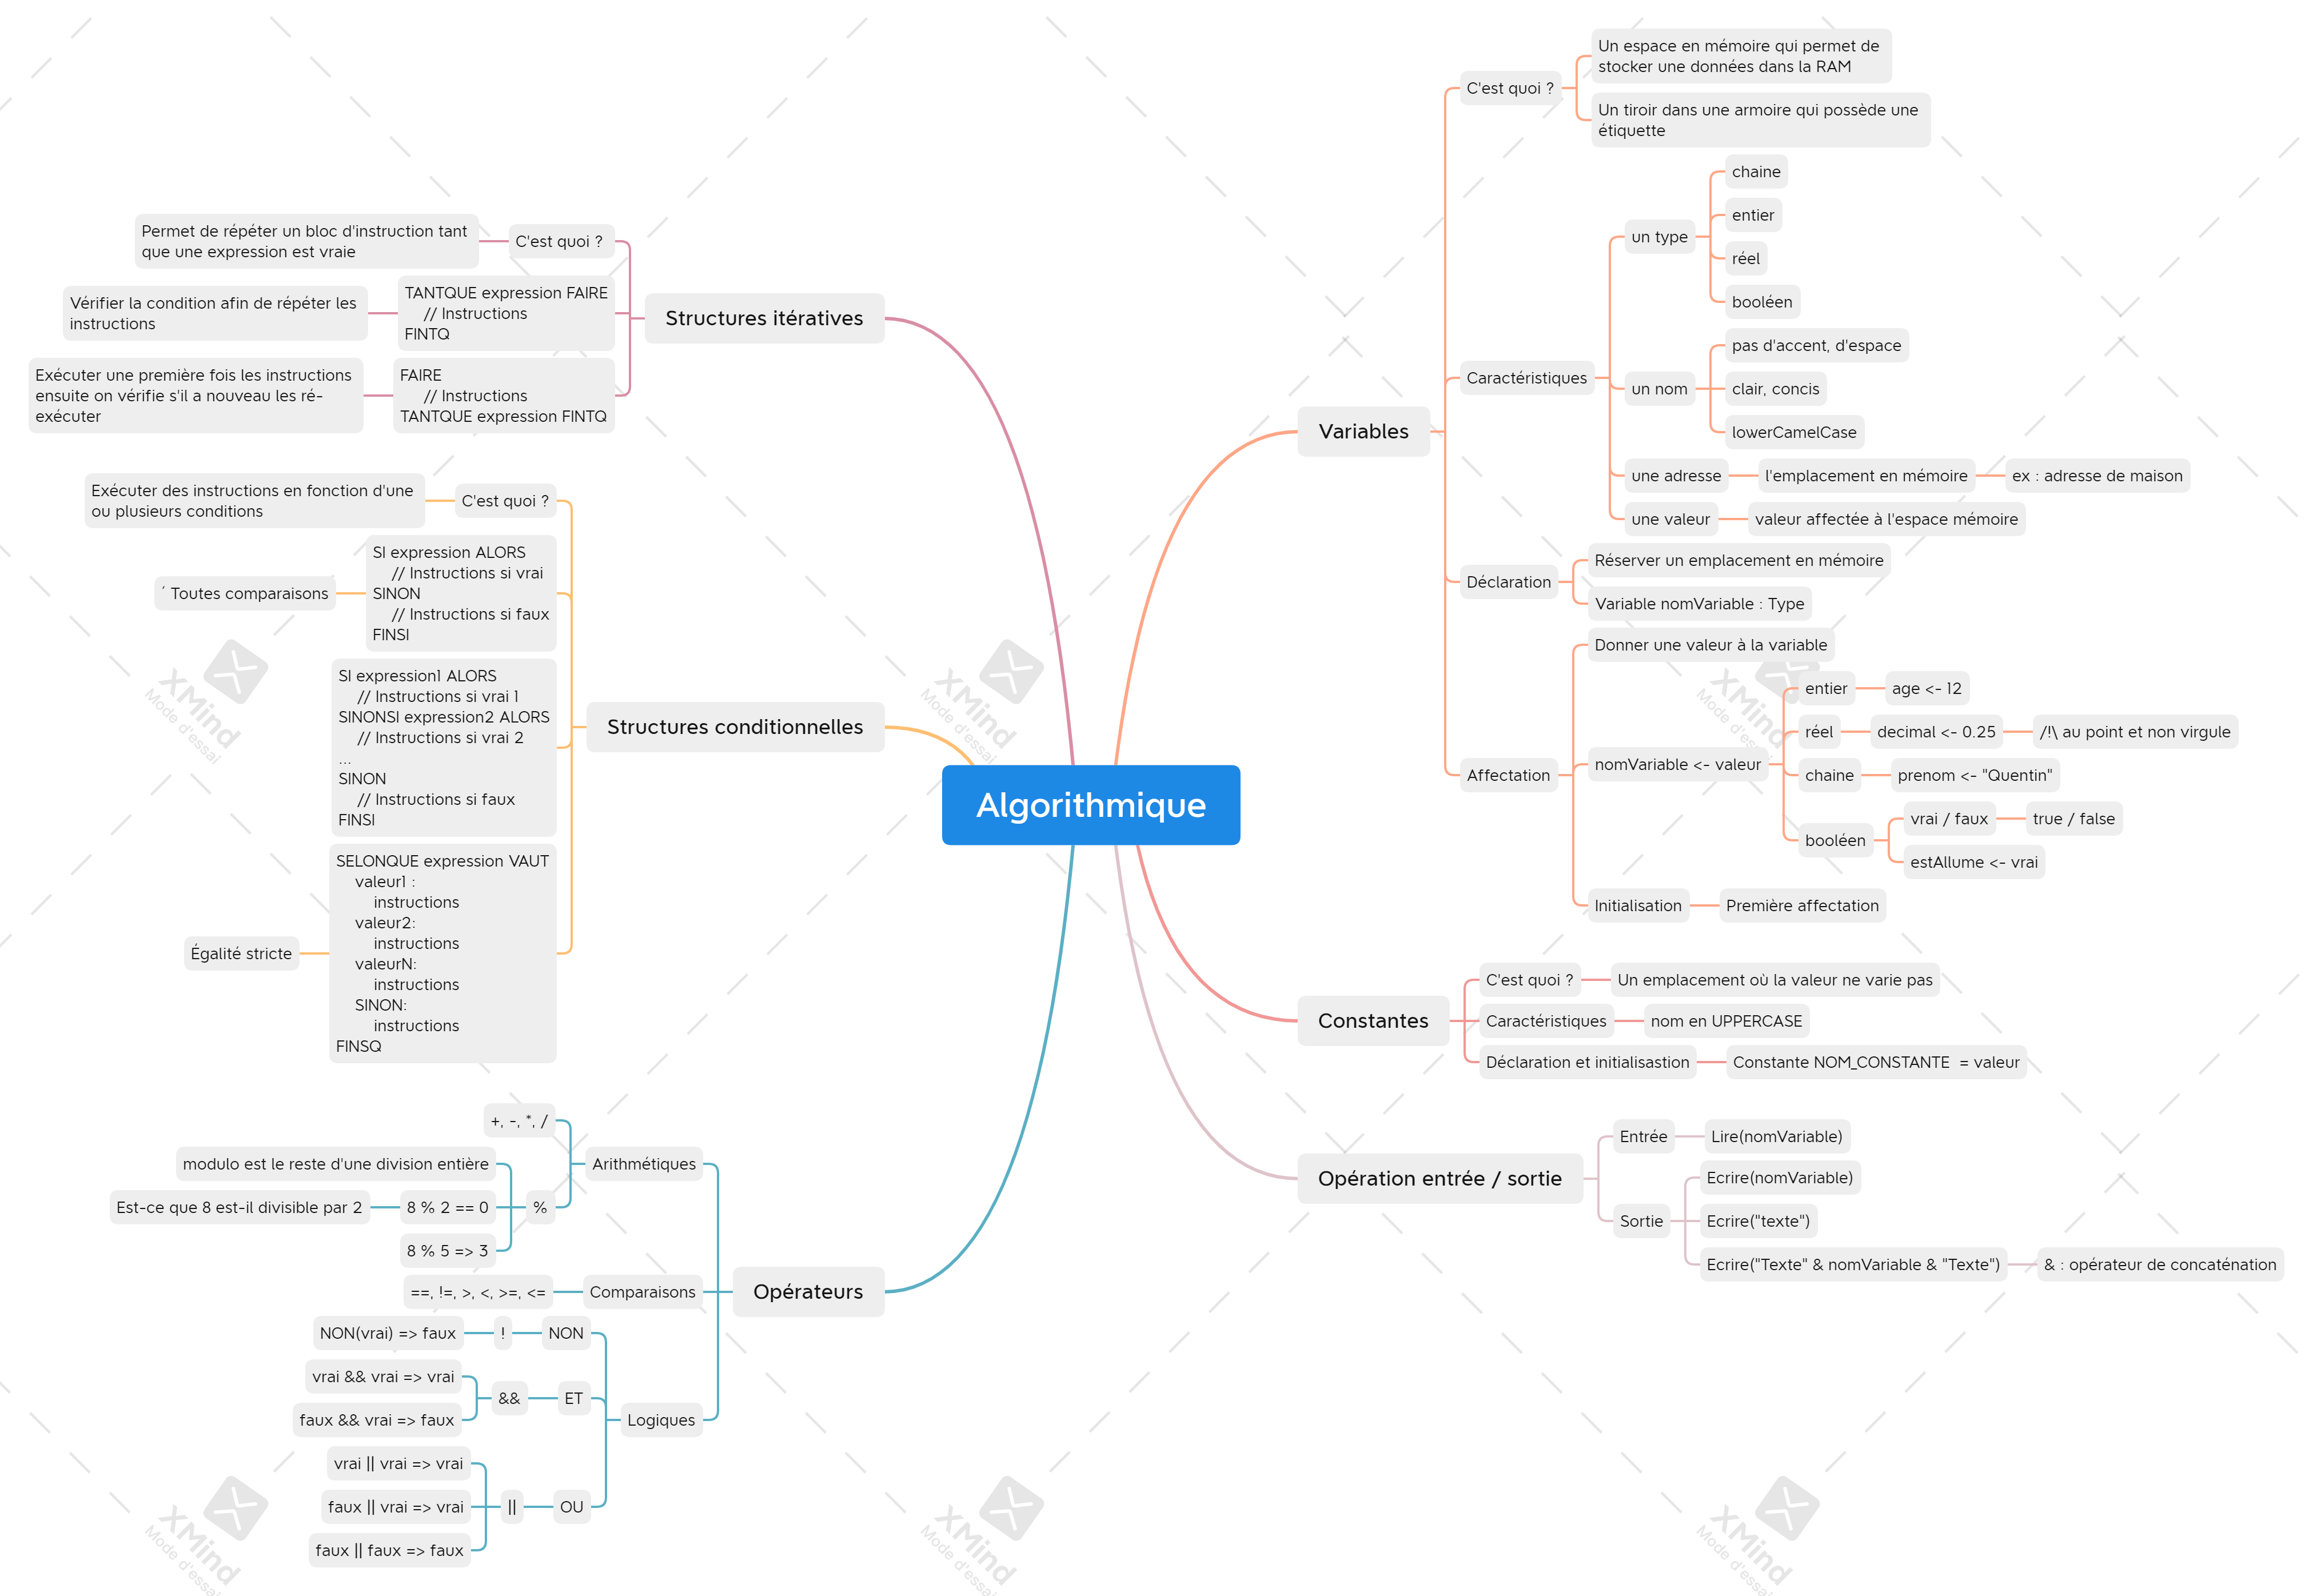 Algorithmique
Variables
C'est quoi ?
Un espace en mémoire qui permet de
stocker une données dans la RAM
Un tiroir dans une armoire qui possède une
étiquette
Caractéristiques
un type
chaine
entier
réel
booléen
un nom
pas d'accent, d'espace
clair, concis
lowerCamelCase
une adresse
l'emplacement en mémoire
ex : adresse de maison
une valeur
valeur affectée à l'espace mémoire
Déclaration
Réserver un emplacement en mémoire
Variable nomVariable : Type
Affectation
Donner une valeur à la variable
nomVariable <- valeur
entier
age <- 12
réel
decimal <- 0.25
/!\ au point et non virgule
chaine
prenom <- "Quentin"
booléen
vrai / faux
true / false
estAllume <- vrai
Initialisation
Première affectation
Constantes
C'est quoi ?
Un emplacement où la valeur ne varie pas
Caractéristiques
nom en UPPERCASE
Déclaration et initialisastion
Constante NOM_CONSTANTE  = valeur
Opération entrée / sortie
Entrée
Lire(nomVariable)
Sortie
Ecrire(nomVariable)
Ecrire("texte")
Ecrire("Texte" & nomVariable & "Texte")
& : opérateur de concaténation
Structures itératives
C'est quoi ?
Permet de répéter un bloc d'instruction tant
que une expression est vraie
TANTQUE expression FAIRE
// Instructions
FINTQ
Vérifier la condition afin de répéter les
instructions
FAIRE
// Instructions
TANTQUE expression FINTQ
Exécuter une première fois les instructions
ensuite on vérifie s'il a nouveau les ré-
exécuter
Structures conditionnelles
C'est quoi ?
Exécuter des instructions en fonction d'une
ou plusieurs conditions
SI expression ALORS
// Instructions si vrai
SINON
// Instructions si faux
FINSI
´ Toutes comparaisons
SI expression1 ALORS
// Instructions si vrai 1
SINONSI expression2 ALORS
// Instructions si vrai 2
...
SINON
// Instructions si faux
FINSI
SELONQUE expression VAUT
valeur1 :
instructions
valeur2:
instructions
valeurN:
instructions
SINON:
instructions
FINSQ
Égalité stricte
Opérateurs
Arithmétiques
+, -, *, /
%
modulo est le reste d'une division entière
8 % 2 == 0
Est-ce que 8 est-il divisible par 2
8 % 5 => 3
Comparaisons
==, !=, >, <, >=, <=
Logiques
NON
!
NON(vrai) => faux
ET
&&
vrai && vrai => vrai
faux && vrai => faux
OU
||
vrai || vrai => vrai
faux || vrai => vrai
faux || faux => faux
XMind
Mode d'essai
XMind
Mode d'essai
XMind
Mode d'essai
XMind
Mode d'essai
XMind
Mode d'essai
XMind
Mode d'essai